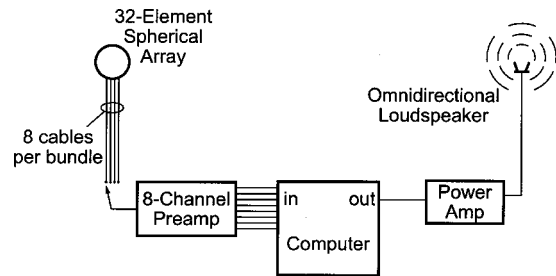 32-Element
Spherical
Array
Omnidirectional
Loudspeaker
8 cables
per bundle
8-Channel
Preamp
in
out
Computer
Power
Amp